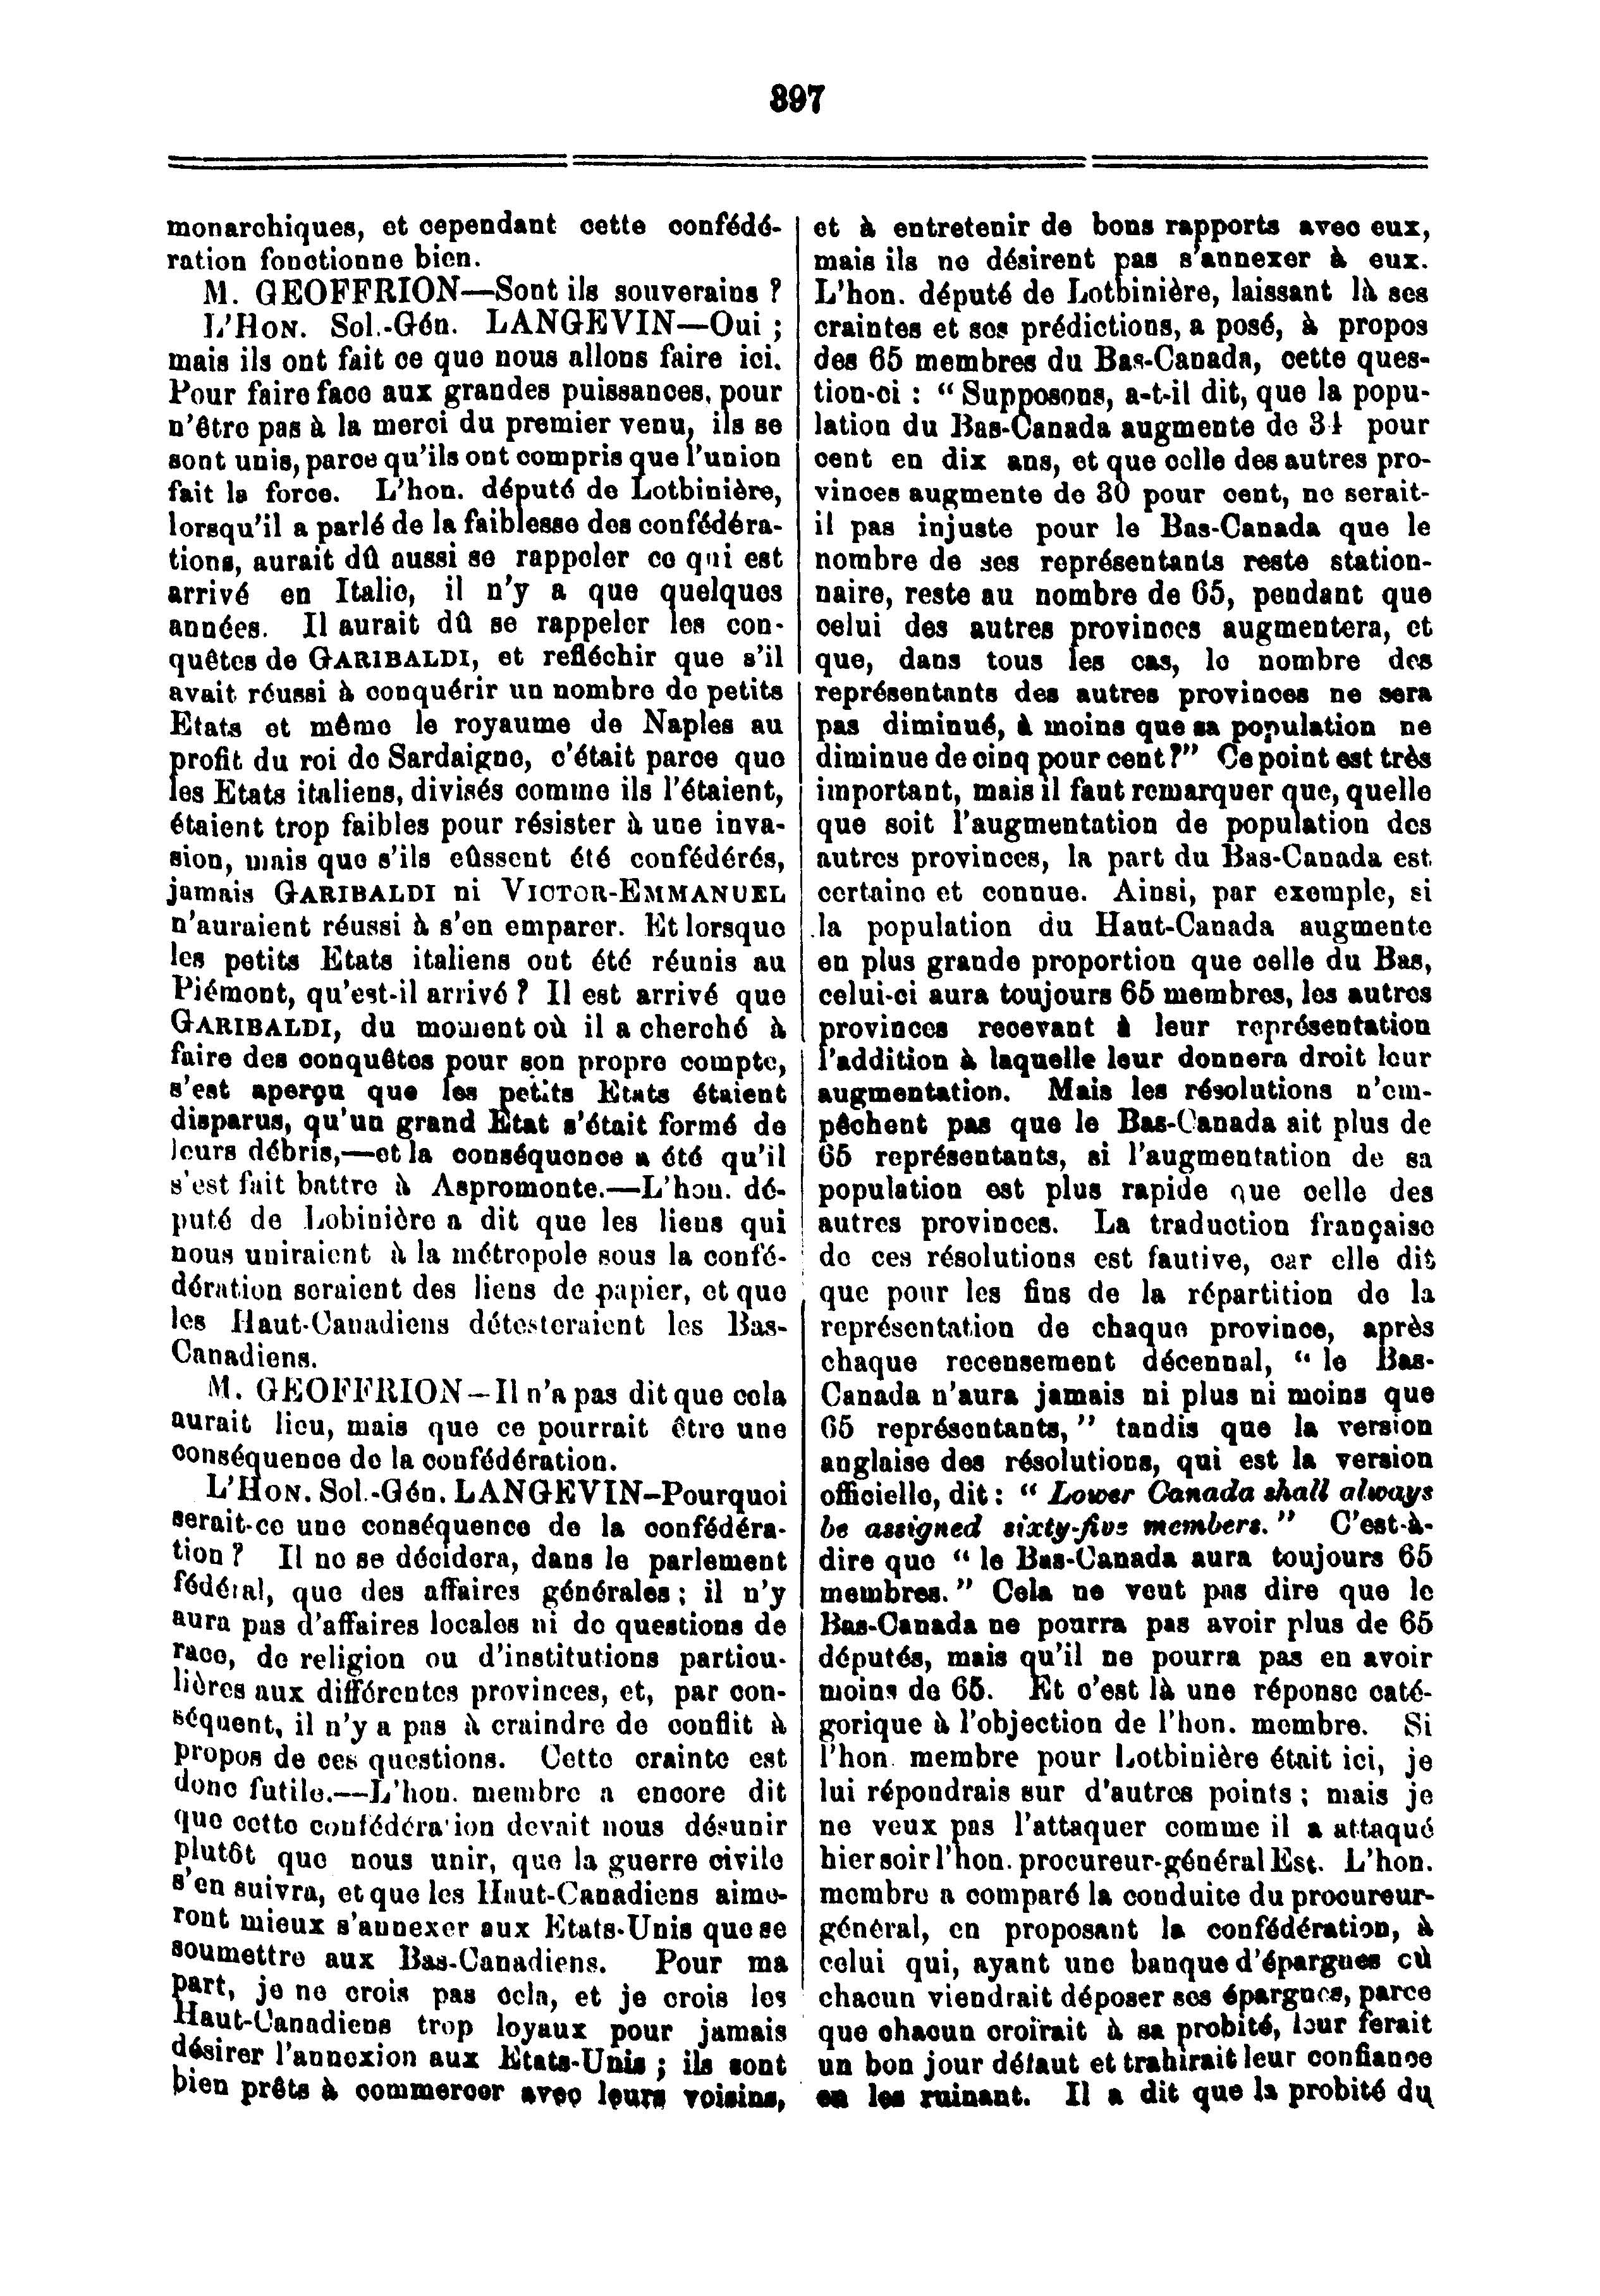 397
monarchiques, et cependant cette confédé-
ration fonctionne bien.
M. GEOFFRION—Sont ils souverains ?
L'HON. Sol.-Gén. LANGEVIN—Oui ;
mais ils ont fait ce que nous allons faire ici.
Pour faire face aux grandes puissances, pour
n'être pas à la merci du premier venu, ils se
sont unis, parce qu'ils ont compris que l'union
fait la force. L'hon. député de Lotbinière,
lorsqu'il a parlé de la faiblesse des confédéra-
tions, aurait dû aussi se rappeler ce qui est
arrivé en Italie, il n'y a que quelques
années. Il aurait dû se rappeler les con-
quêtes de GARIBALDI, et refléchir que s'il
avait réussi à conquérir un nombre de petits
Etats et même le royaume de Naples au
profit du roi de Sardaigne, c'était parce que
les Etats italiens, divisés comme ils l'étaient,
étaient trop faibles pour résister à une inva-
sion, mais que s'ils eûssent été confédérés,
jamais GARIBALDI ni VICTOR-EMMANUEL
n'auraient réussi à s'en emparer. Et lorsque
les petits Etats italiens ont été réunis au
Piémont, qu'est-il arrivé ? Il est arrivé que
GARIBALDI, du moment où il a cherché à
faire des conquêtes pour son propre compte,
s'est aperçu que les petits Etats étaient
disparus, qu'un grand Etat s'était formé de
leurs débris,—et la conséquence a été qu'il
s'est fait battre à Aspromonte.—L'hon. dé-
puté de Lobinière a dit que les liens qui
nous uniraient à la métropole sous la confé-
dération seraient des liens de papier, et que
les Haut-Canadiens détesteraient les Bas-
Canadiens.
M. GEOFFRION—Il n'a pas dit que cela
aurait lieu, mais que ce pourrait être une
conséquence de la confédération.
L'HON. Sol.-Gén. LANGEVIN—Pourquoi
serait-ce une conséquence de la confédéra-
tion ? Il ne se décidera, dans le parlement
fédéral, que des affaires générales ; il n'y
aura pas d'affaires locales ni de questions de
race, de religion ou d'institutions particu-
lières aux différentes provinces, et, par con-
séquent, il n'y a pas à craindre de conflit à
propos de ces questions. Cette crainte est
donc futile.—L'hon. membre a encore dit
que cette confédération devait nous désunir
plutôt que nous unir, que la guerre civile
s'en suivra, et que les Haut-Canadiens aime-
ront mieux s'annexer aux Etats-Unis que se
soumettre aux Bas-Canadiens. Pour ma
part, je ne crois pas cela, et je crois les
Haut-Canadiens trop loyaux pour jamais
désirer l'annexion aux Etats-Unis ; ils sont
bien prêts à commercer avec leurs voisins,
et à entretenir de bons rapports avec eux,
mais ils ne désirent pas s'annexer à eux.
L'hon. député de Lotbinière, laissant là ses
craintes et ses prédictions, a posé, à propos
des 65 membres du Bas-Canada, cette ques-
tion-ci : " Supposons, a-t-il dit, que la popu-
lation du Bas-Canada augmente de 34 pour
cent en dix ans, et que celle des autres pro-
vinces augmente de 30 pour cent, ne serait-
il pas injuste pour le Bas-Canada que le
nombre de ses représentants reste station-
naire, reste au nombre de 65, pendant que
celui des autres provinces augmentera, et
que, dans tous les cas, le nombre des
représentants des autres provinces ne sera
pas diminué, à moins que sa population ne
diminue de cinq pour cent ?" Ce point est très
important, mais il faut remarquer que, quelle
que soit l'augmentation de population des
autres provinces, la part du Bas-Canada est
certaine et connue. Ainsi, par exemple, si
la population du Haut-Canada augmente
en plus grande proportion que celle du Bas,
celui-ci aura toujours 65 membres, les autres
provinces recevant à leur représentation
l'addition à laquelle leur donnera droit leur
augmentation. Mais les résolutions n'em-
pêchent pas que le Bas-Canada ait plus de
65 représentants, si l'augmentation de sa
population est plus rapide que celle des
autres provinces. La traduction française
de ces résolutions est fautive, car elle dit
que pour les fins de la répartition de la
représentation de chaque province, après
chaque recensement décennal, " le Bas-
Canada n'aura jamais ni plus ni moins que
65 représentants, " tandis que la version
anglaise des résolutions, qui est la version
officielle, dit : " Lower Canada shall always
be assigned sixty-five members. " C'est-à-
dire que " le Bas-Canada aura toujours 65
membres. " Cela ne veut pas dire que le
Bas-Canada ne pourra pas avoir plus de 65
députés, mais qu'il ne pourra pas en avoir
moins de 65. Et c'est là une réponse caté-
gorique à l'objection de l'hon. membre. Si
l'hon. membre pour Lotbinière était ici, je
lui répondrais sur d'autres points ; mais je
ne veux pas l'attaquer comme il a attaqué
hier soir l'hon. procureur-général Est. L'hon.
membre a comparé la conduite du procureur-
général, en proposant la confédération, à
celui qui, ayant une banque d'épargnes où
chacun viendrait déposer ses épargnes, parce
que chacun croirait à sa probité, leur ferait
un bon jour défaut et trahirait leur confiance
en les ruinant. Il a dit que la probité du